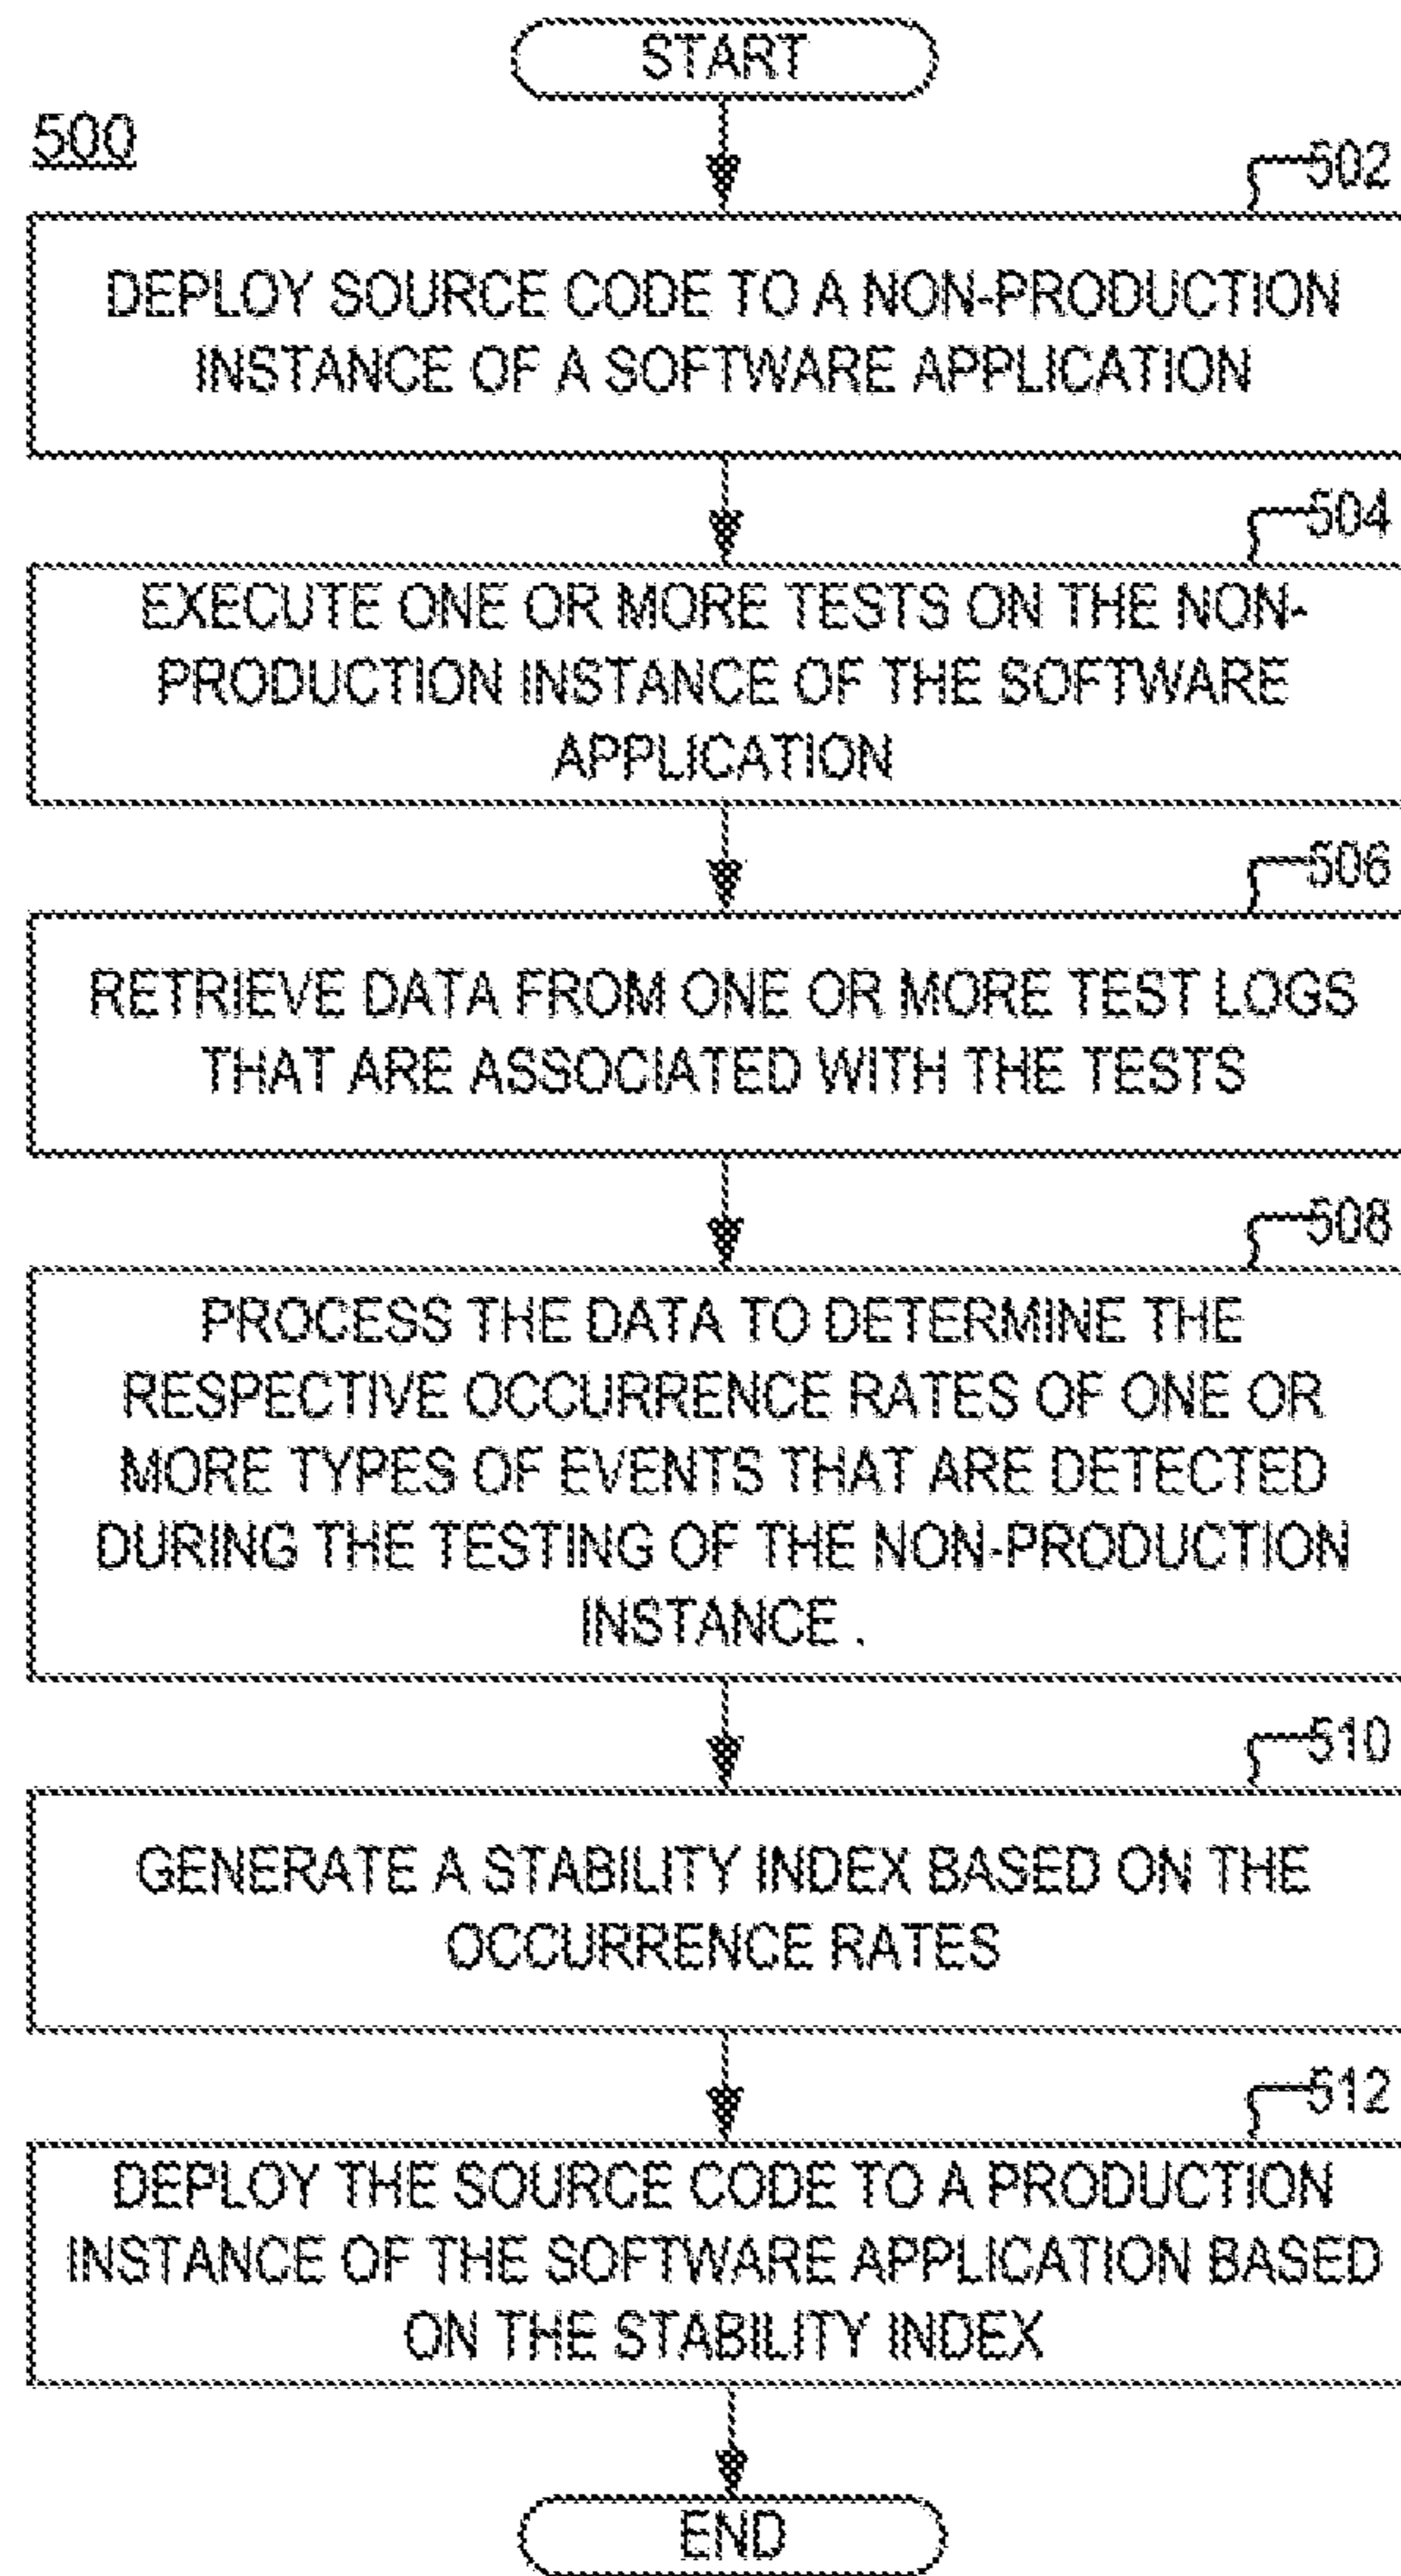 START
500
502
DEPLOY SOURCE CODE TO A NON-PRODUCTION
INSTANCE OF A SOFTWARE APPLICATION
504
EXECUTE ONE OR MORE TESTS ON THE NON-
PRODUCTION INSTANCE OF THE SOFTWARE
APPLICATION
506
RETRIEVE DATA FROM ONE OR MORE TEST LOGS
THAT ARE ASSOCIATED WITH THE TESTS
508
PROCESS THE DATA TO DETERMINE THE
RESPECTIVE OCCURRENCE RATES OF ONE OR
MORE TYPES OF EVENTS THAT ARE DETECTED
DURING THE TESTING OF THE NON-PRODUCTION
INSTANCE .
510
GENERATE A STABILITY INDEX BASED ON THE
OCCURRENCE RATES
512
DEPLOY THE SOURCE CODE TO A PRODUCTION
INSTANCE OF THE SOFTWARE APPLICATION BASED
ON THE STABILITY INDEX
END